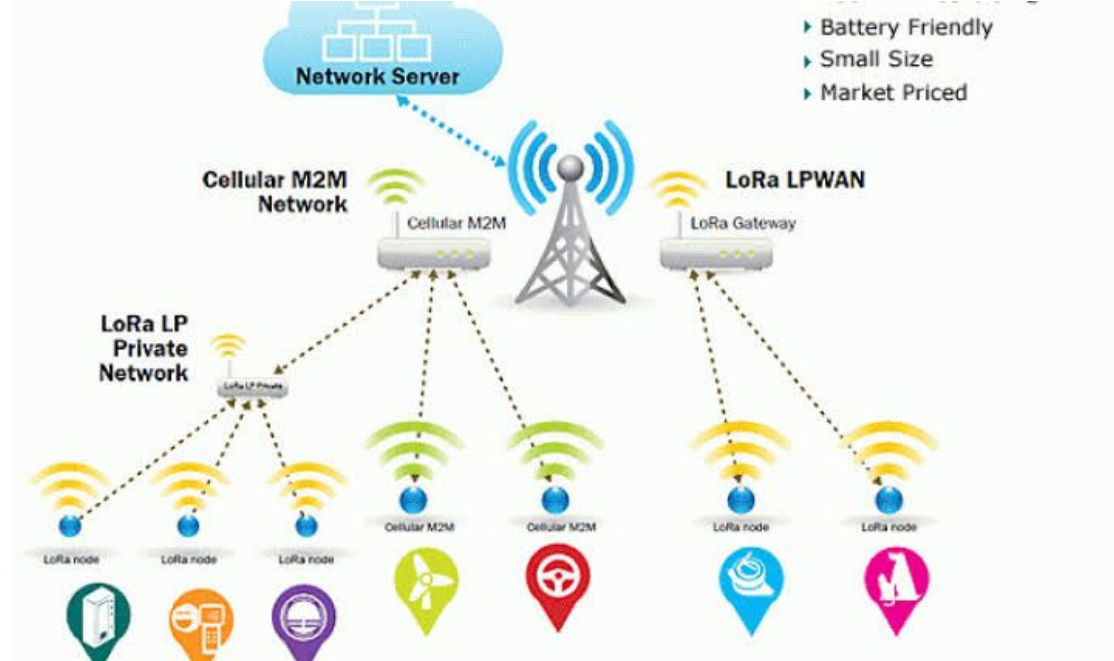 Battery Friendly
Small Size
Market Priced
Network Server
Cellular M2M
Network
Cellular M2M
LoRa LPWAN
LoRa Gateway
LoRa LP
Private
Network
LoRa LP Private
LoRa node
LoRa node
LoRa node
Cellular M2M
Cellular M2M
LoRa node
LoRa node